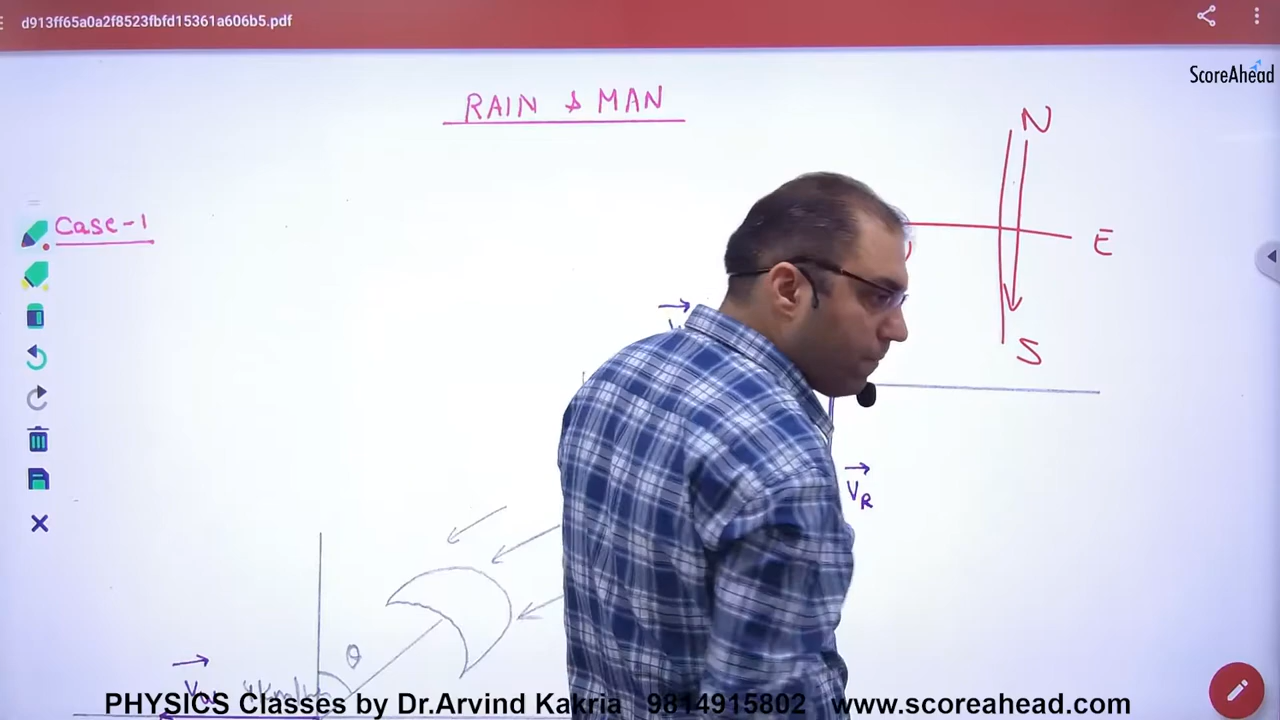 d913ff65a0a2f8523fbfd15361a606b5.pdf
ScoreAhead
RAIN & MAN
N
Case-1
E
S
V
R
θ
PHYSICS Classes by Dr.Arvind Kakria 9814915802 www.scoreahead.com